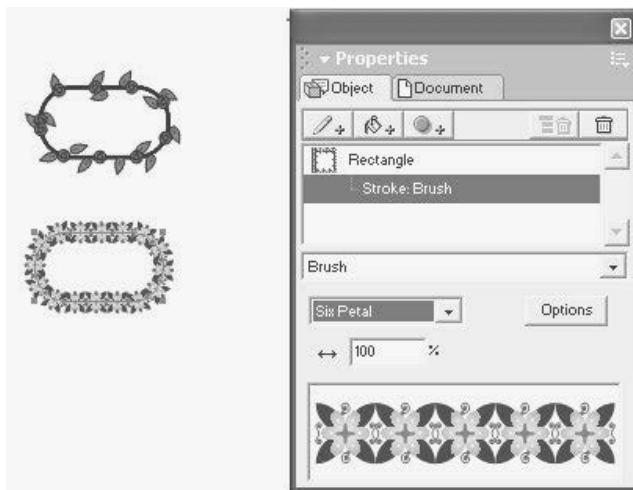 Properties
Object Document
Rectangle
Stroke: Brush
Brush
Six Petal Options
100 %